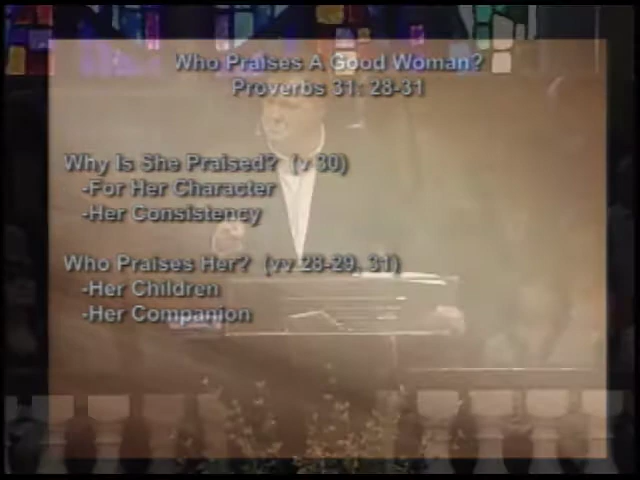 Who Praises A Good Woman?
Proverbs 31: 28-31
Why Is She Praised? (v 30)
-For Her Character
-Her Consistency
Who Praises Her? (vv 28-29, 31)
-Her Children
-Her Companion